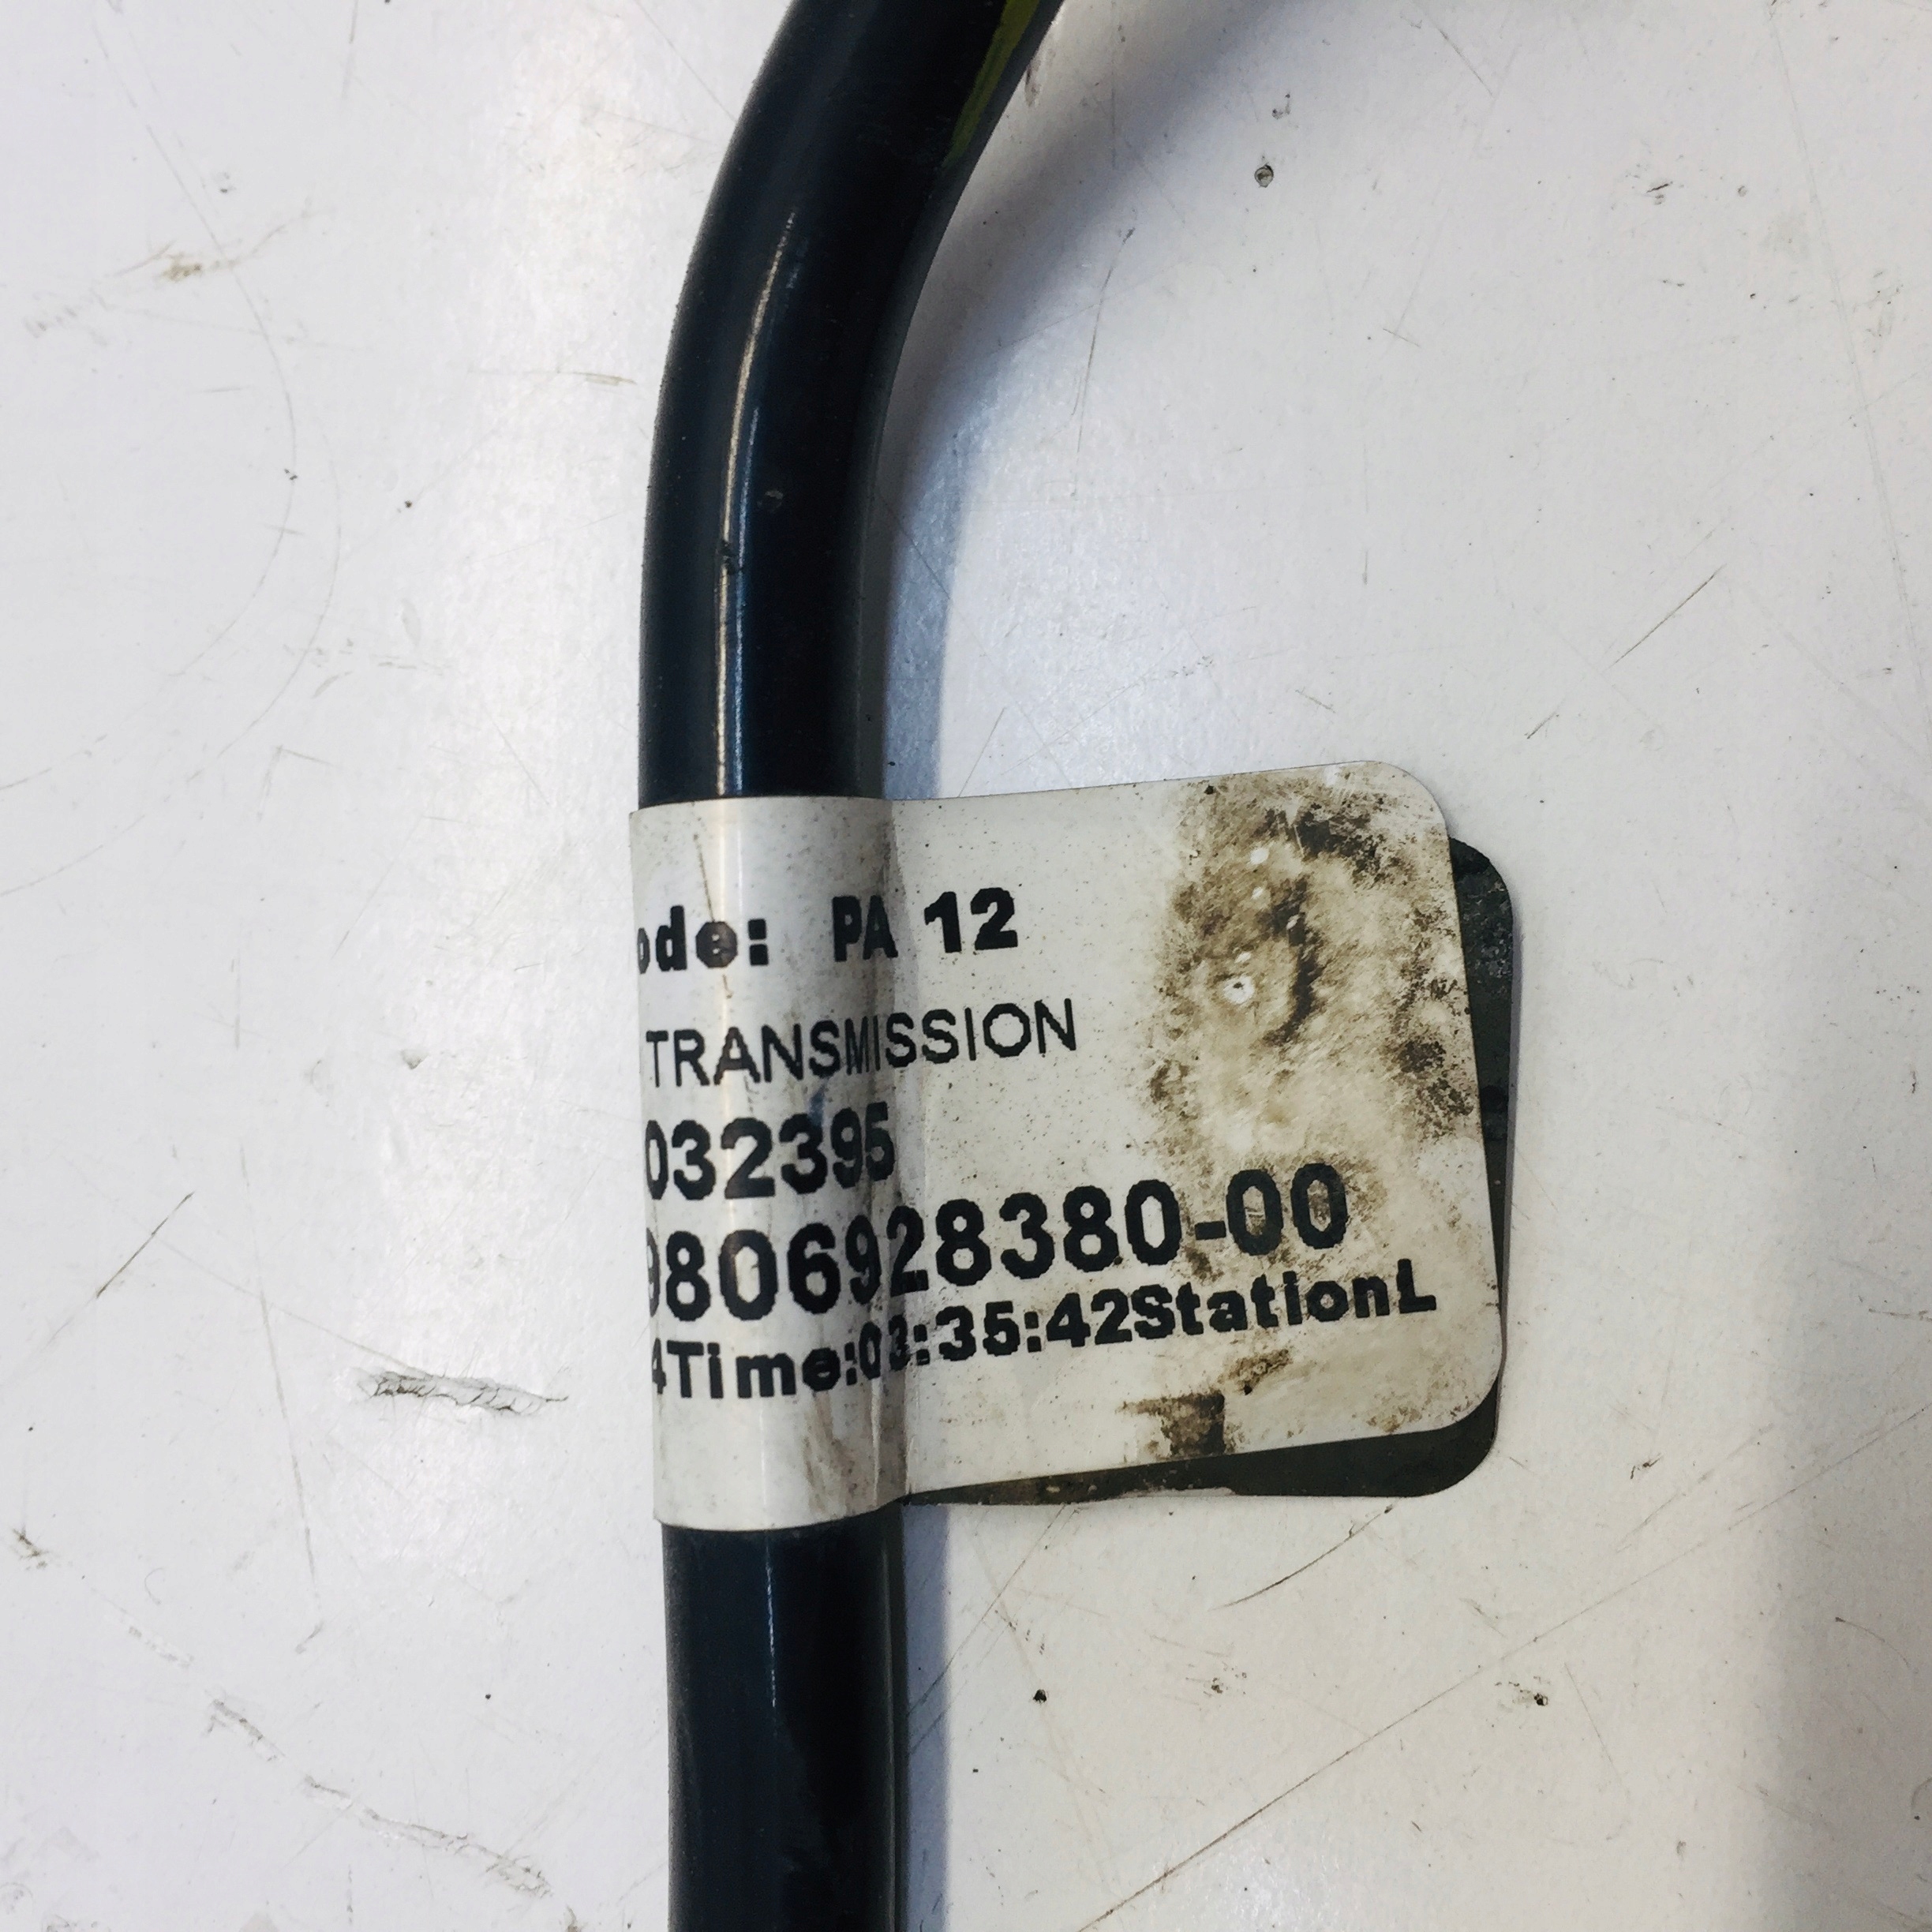 ode: PA 12
TRANSMISSION
032395
9806928380-00
4Time:03:35:42StationL